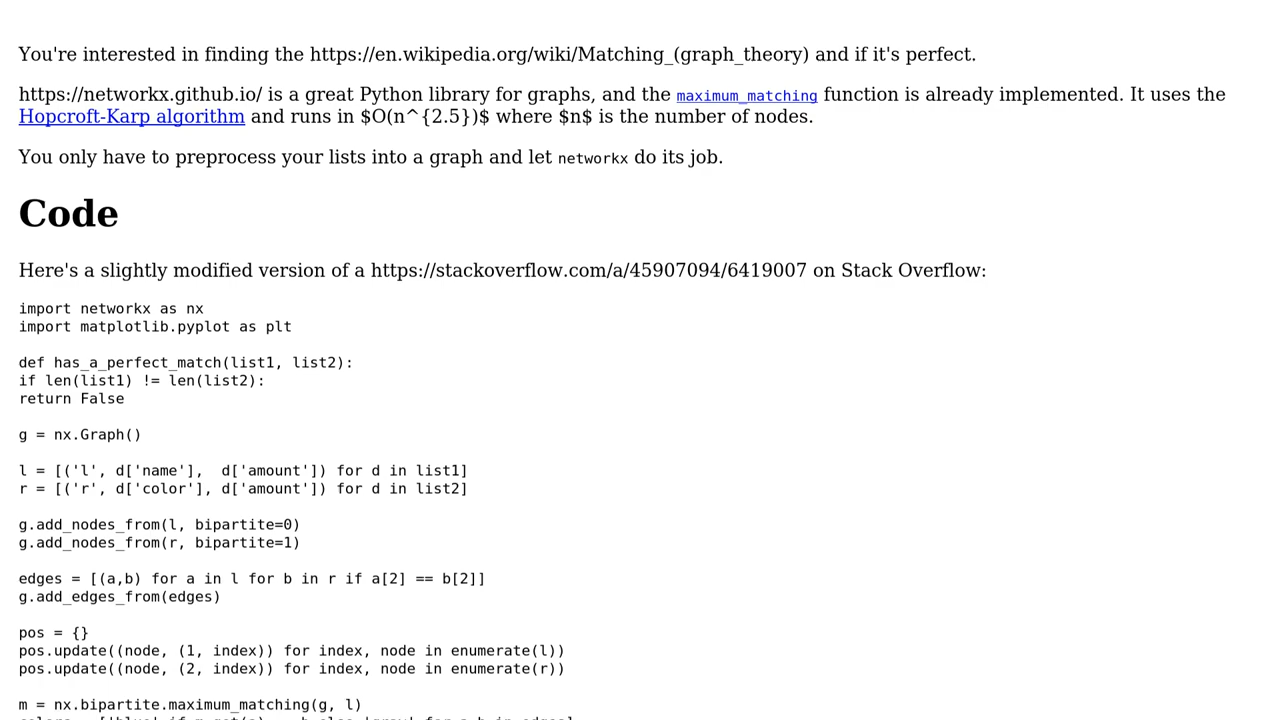 You're interested in finding the https://en.wikipedia.org/wiki/Matching_(graph_theory) and if it's perfect.
https://networkx.github.io/ is a great Python library for graphs, and the maximum_matching function is already implemented. It uses the
Hopcroft-Karp algorithm and runs in $O(n^{2.5})$ where $n$ is the number of nodes.
You only have to preprocess your lists into a graph and let networkx do its job.
Code
Here's a slightly modified version of a https://stackoverflow.com/a/45907094/6419007 on Stack Overflow:
import networkx as nx
import matplotlib.pyplot as plt
def has_a_perfect_match(list1, list2):
if len(list1) != len(list2):
return False
g = nx.Graph()
l = [('l', d['name'],  d['amount']) for d in list1]
r = [('r', d['color'], d['amount']) for d in list2]
g.add_nodes_from(l, bipartite=0)
g.add_nodes_from(r, bipartite=1)
edges = [(a,b) for a in l for b in r if a[2] == b[2]]
g.add_edges_from(edges)
pos = {}
pos.update((node, (1, index)) for index, node in enumerate(l))
pos.update((node, (2, index)) for index, node in enumerate(r))
m = nx.bipartite.maximum_matching(g, l)